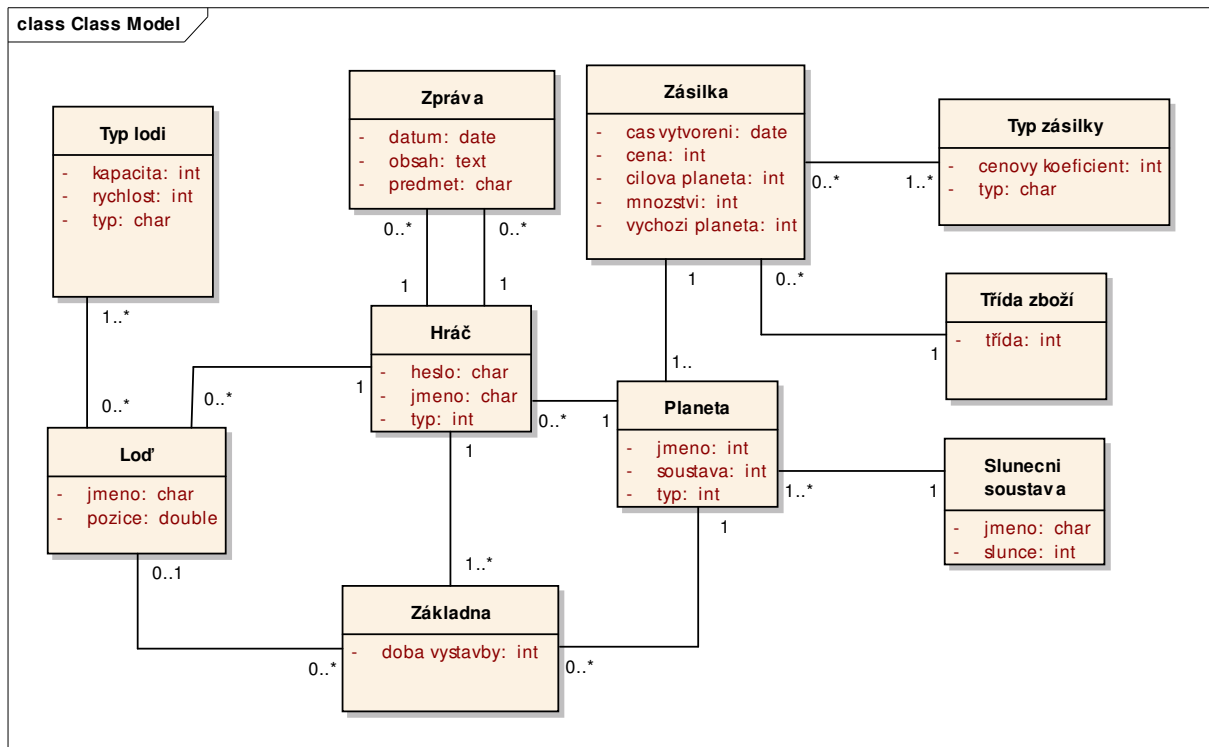 class Class Model
Typ lodi
- kapacita: int
- rychlost: int
- typ: char
Zpráva
- datum: date
- obsah: text
- predmet: char
Zásilka
- cas vytvoreni: date
- cena: int
- cilova planeta: int
- mnozstvi: int
- vychozi planeta: int
Typ zásilky
- cenovy koeficient: int
- typ: char
0..*
1..*
0..*
0..*
1
0..*
1
1
1..*
Třída zboží
- třída: int
1
Hráč
- heslo: char
- jmeno: char
- typ: int
1..
0..*
1
0..*
0..*
1
Planeta
- jmeno: int
- soustava: int
- typ: int
Loď
- jmeno: char
- pozice: double
1
1..*
1
Slunecni
soustava
- jmeno: char
- slunce: int
1
0..1
1..*
Základna
- doba vystavby: int
0..*
0..*